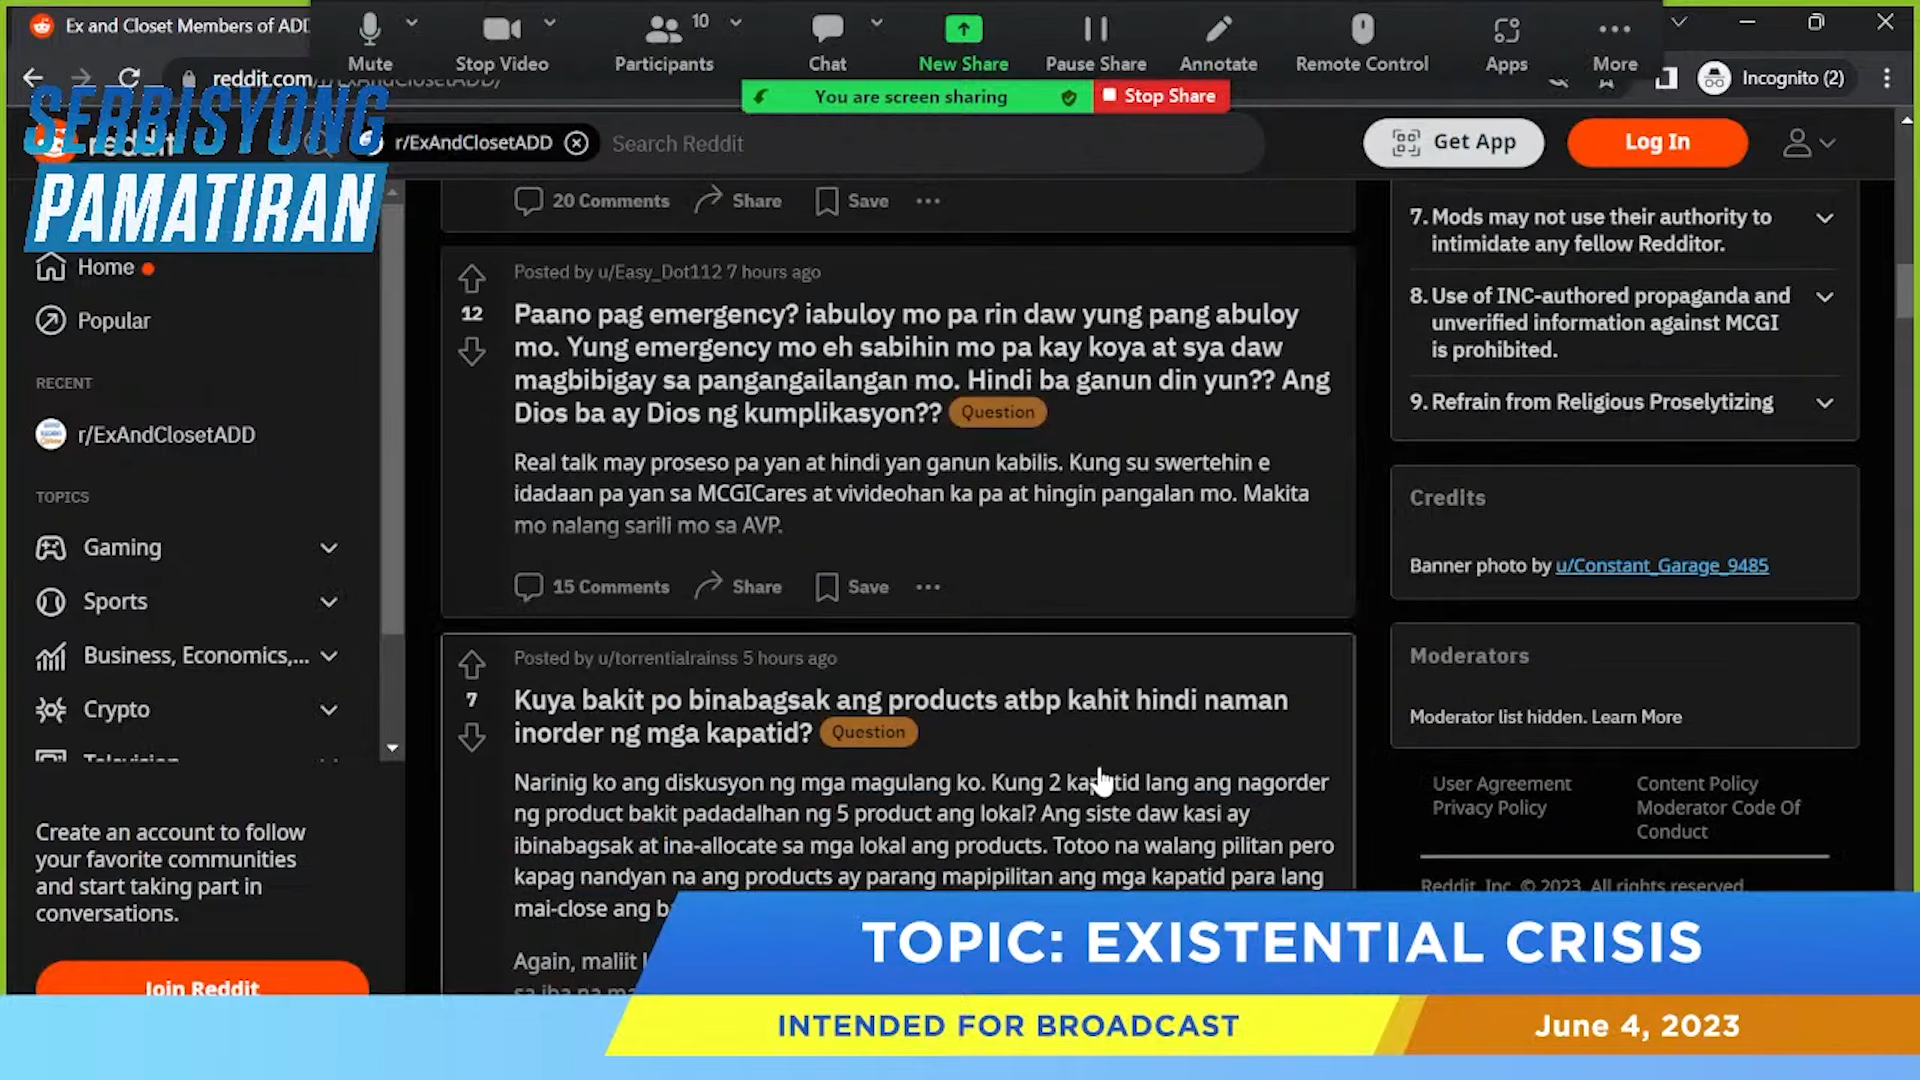 Ex and Closet Members of ADD
Mute
Stop Video
Participants
10
Chat
New Share
Pause Share
Annotate
Remote Control
Apps
More
reddit.com/r/ExAndClosetADD/
Incognito (2)
You are screen sharing
Stop Share
SERBISYONG
PAMATIRAN
reddit
r/ExAndClosetADD
Search Reddit
Get App
Log In
Home
Popular
RECENT
r/ExAndClosetADD
TOPICS
Gaming
Sports
Business, Economics,...
Crypto
Television
Create an account to follow
your favorite communities
and start taking part in
conversations.
Join Reddit
20 Comments
Share
Save
Posted by u/Easy_Dot112 7 hours ago
12
Paano pag emergency? iabuloy mo pa rin daw yung pang abuloy
mo. Yung emergency mo eh sabihin mo pa kay koya at sya daw
magbibigay sa pangangailangan mo. Hindi ba ganun din yun?? Ang
Dios ba ay Dios ng kumplikasyon?? Question
Real talk may proseso pa yan at hindi yan ganun kabilis. Kung su swertehin e
idadaan pa yan sa MCGICares at vivideohan ka pa at hingin pangalan mo. Makita
mo nalang sarili mo sa AVP.
15 Comments
Share
Save
Posted by u/torrentialrainss 5 hours ago
7
Kuya bakit po binabagsak ang products atbp kahit hindi naman
inorder ng mga kapatid? Question
Narinig ko ang diskusyon ng mga magulang ko. Kung 2 kapatid lang ang nagorder
ng product bakit padadalhan ng 5 product ang lokal? Ang siste daw kasi ay
ibinabagsak at ina-allocate sa mga lokal ang products. Totoo na walang pilitan pero
kapag nandyan na ang products ay parang mapipilitan ang mga kapatid para lang
mai-close ang
Again, maliit
7. Mods may not use their authority to
intimidate any fellow Redditor.
8. Use of INC-authored propaganda and
unverified information against MCGI
is prohibited.
9. Refrain from Religious Proselytizing
Credits
Banner photo by u/Constant_Garage_9485
Moderators
Moderator list hidden. Learn More
User Agreement
Privacy Policy
Content Policy
Moderator Code Of
Conduct
Reddit, Inc. © 2023. All rights reserved.
TOPIC: EXISTENTIAL CRISIS
INTENDED FOR BROADCAST
June 4, 2023